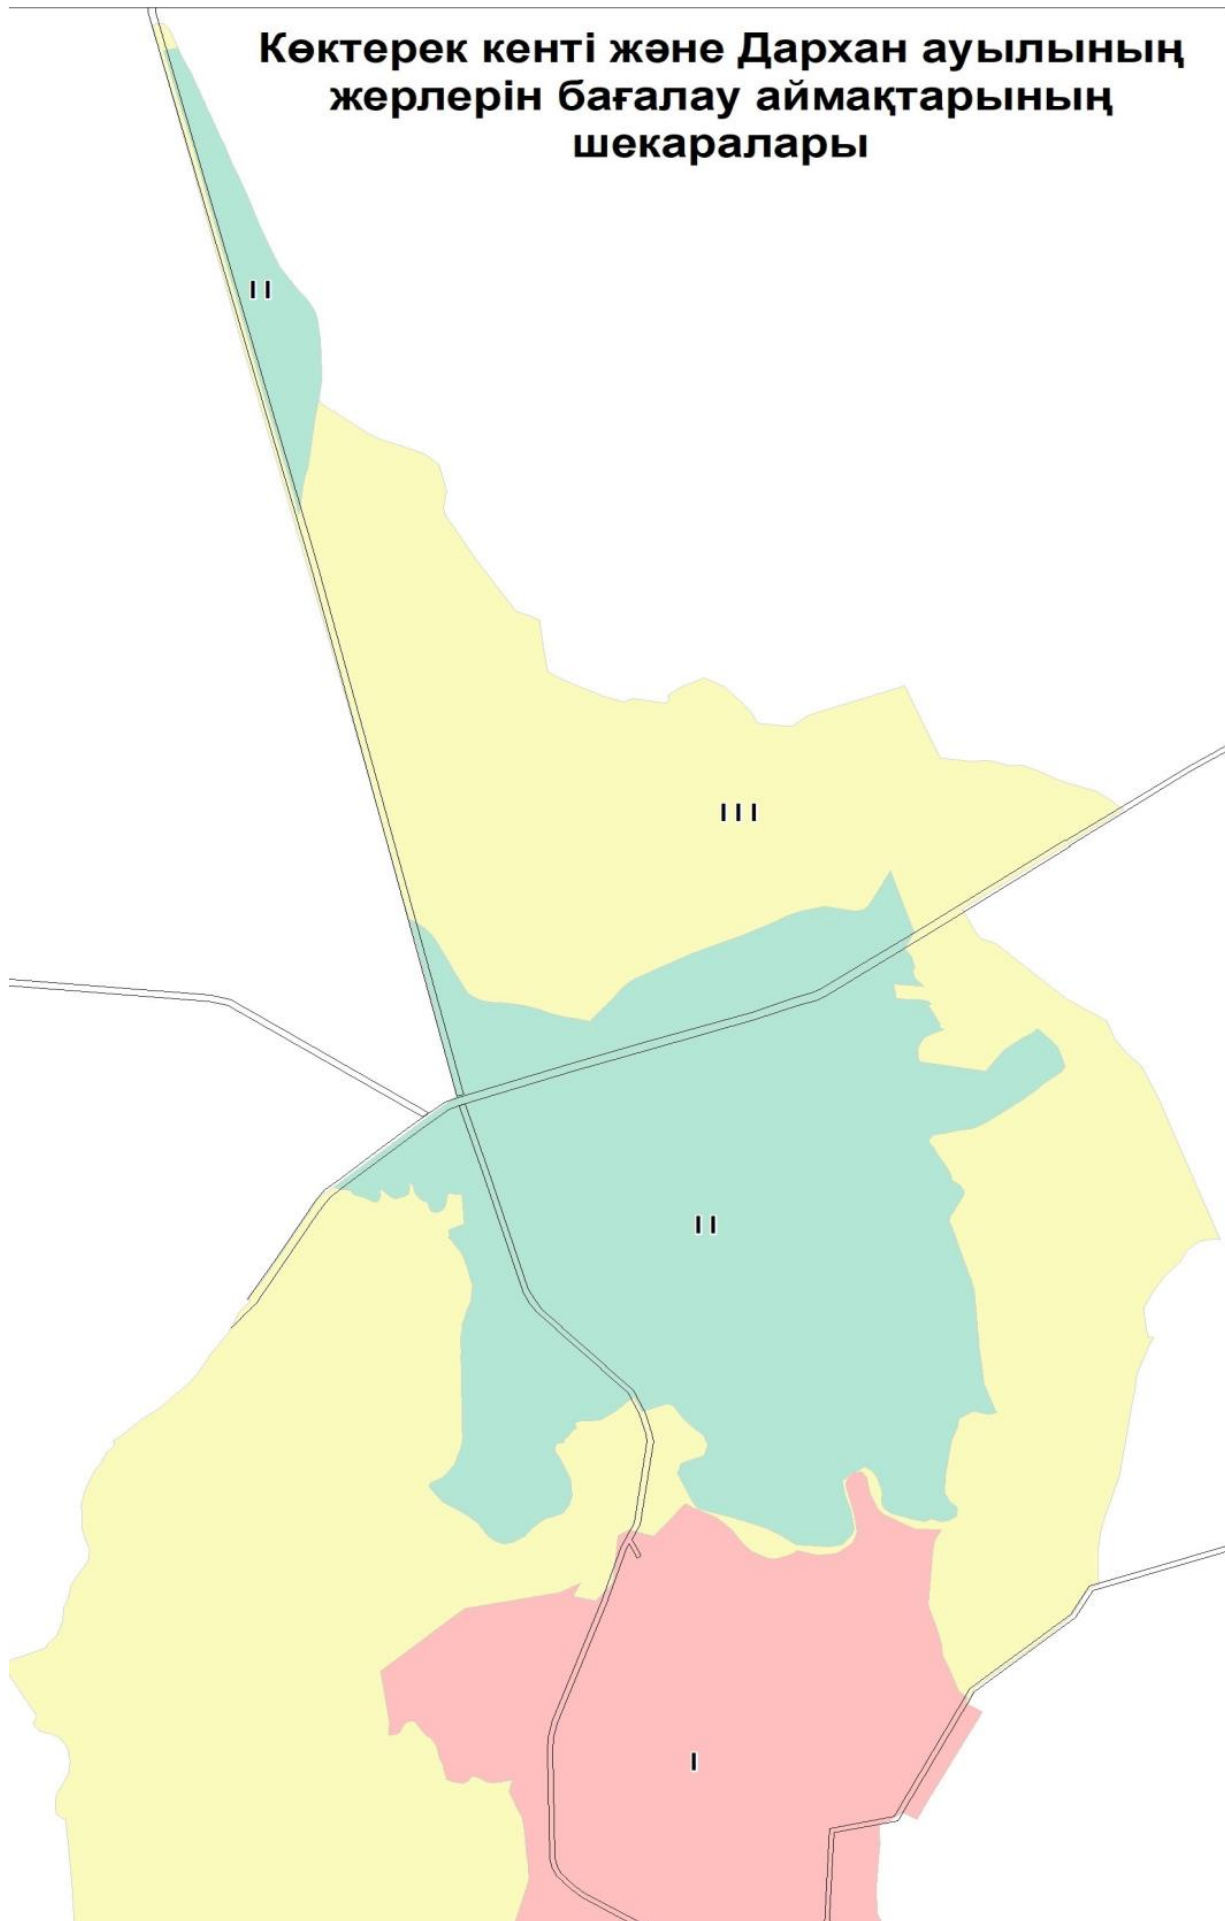 Көктерек кенті және Дархан ауылының
жерлерін бағалау аймақтарының
шекаралары
II
III
II
I